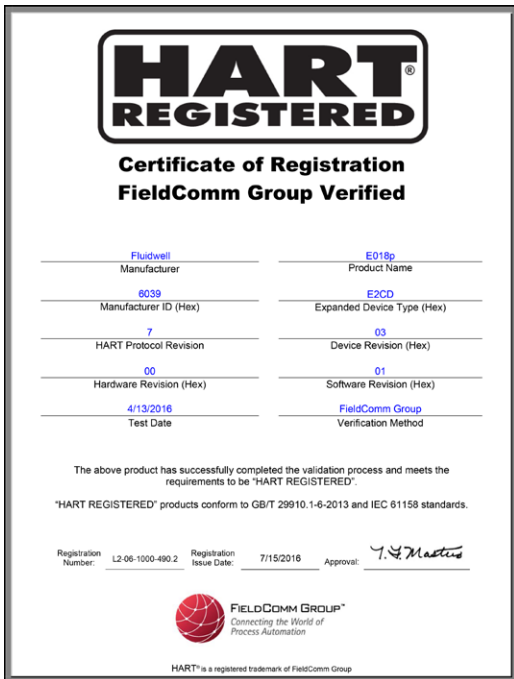 HART®
REGISTERED
Certificate of Registration
FieldComm Group Verified
Fluidwell E018p
Manufacturer Product Name
6039 E2CD
Manufacturer ID (Hex) Expanded Device Type (Hex)
7 03
HART Protocol Revision Device Revision (Hex)
00 01
Hardware Revision (Hex) Software Revision (Hex)
4/13/2016 FieldComm Group
Test Date Verification Method
The above product has successfully completed the validation process and meets the
requirements to be “HART REGISTERED”.
“HART REGISTERED” products conform to GB/T 29910.1-6-2013 and IEC 61158 standards.
Registration Number: L2-06-1000-490.2 Registration Issue Date: 7/15/2016 Approval: T. F. Masters
FIELDCOMM GROUP™
Connecting the World of
Process Automation
HART® is a registered trademark of FieldComm Group